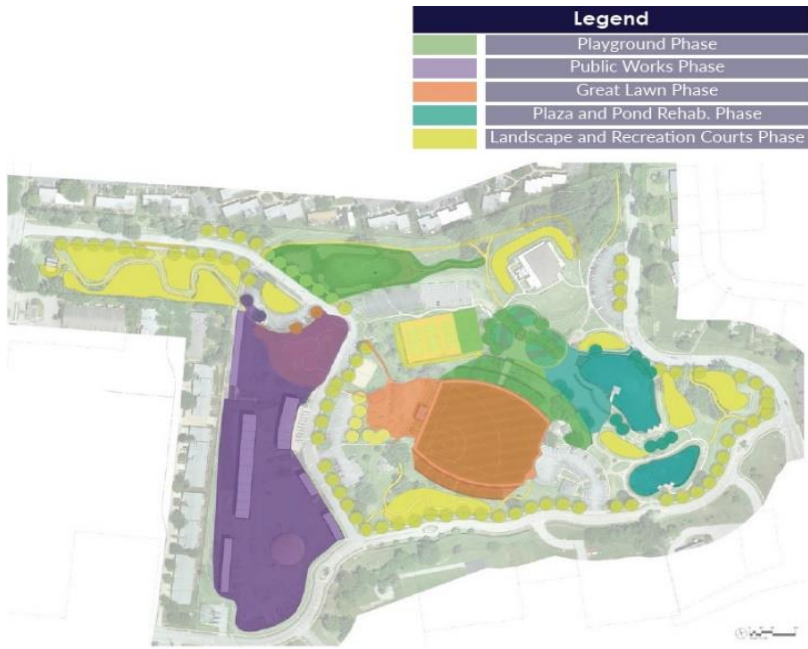 Legend
Playground Phase
Public Works Phase
Great Lawn Phase
Plaza and Pond Rehab. Phase
Landscape and Recreation Courts Phase